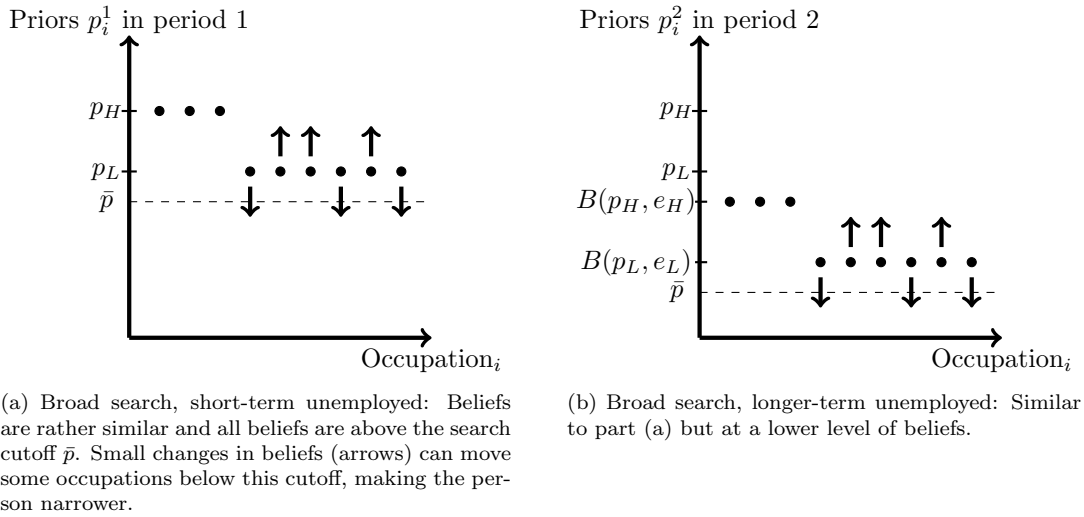 Priors $p_i^1$ in period 1
$p_H$
$p_L$
$\bar{p}$
Occupation$_i$
(a) Broad search, short-term unemployed: Beliefs
are rather similar and all beliefs are above the search
cutoff $\bar{p}$. Small changes in beliefs (arrows) can move
some occupations below this cutoff, making the per-
son narrower.
Priors $p_i^2$ in period 2
$p_H$
$p_L$
$B(p_H, e_H)$
$B(p_L, e_L)$
$\bar{p}$
Occupation$_i$
(b) Broad search, longer-term unemployed: Similar
to part (a) but at a lower level of beliefs.